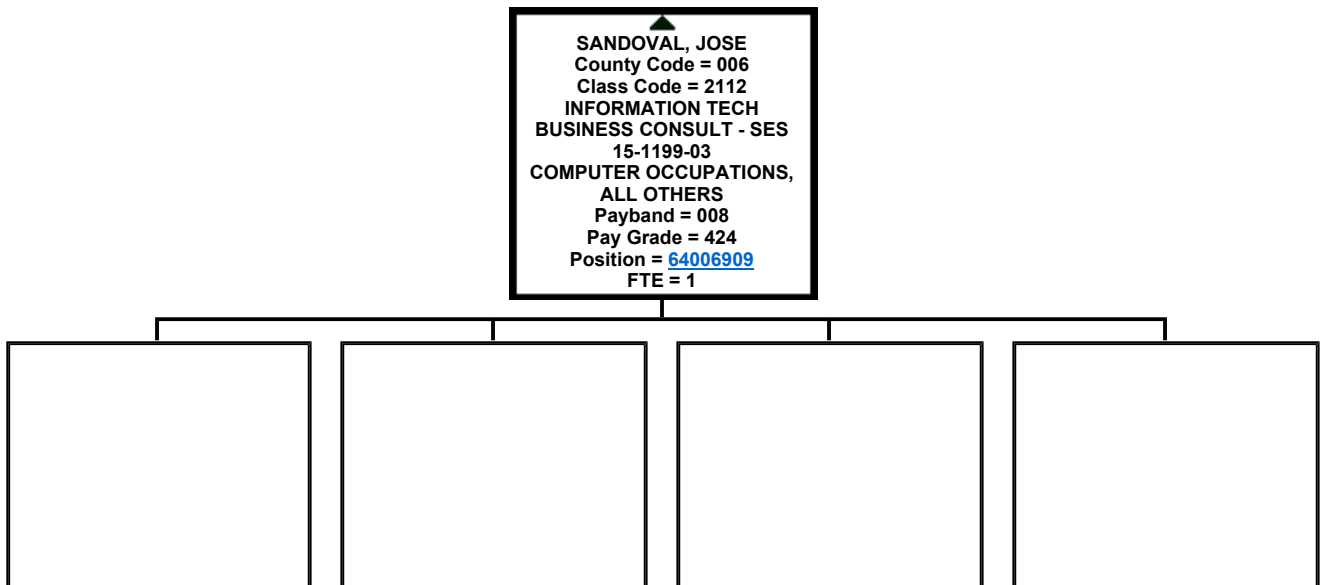 SANDOVAL, JOSE
County Code = 006
Class Code = 2112
INFORMATION TECH
BUSINESS CONSULT - SES
15-1199-03
COMPUTER OCCUPATIONS,
ALL OTHERS
Payband = 008
Pay Grade = 424
Position = 64006909
FTE = 1